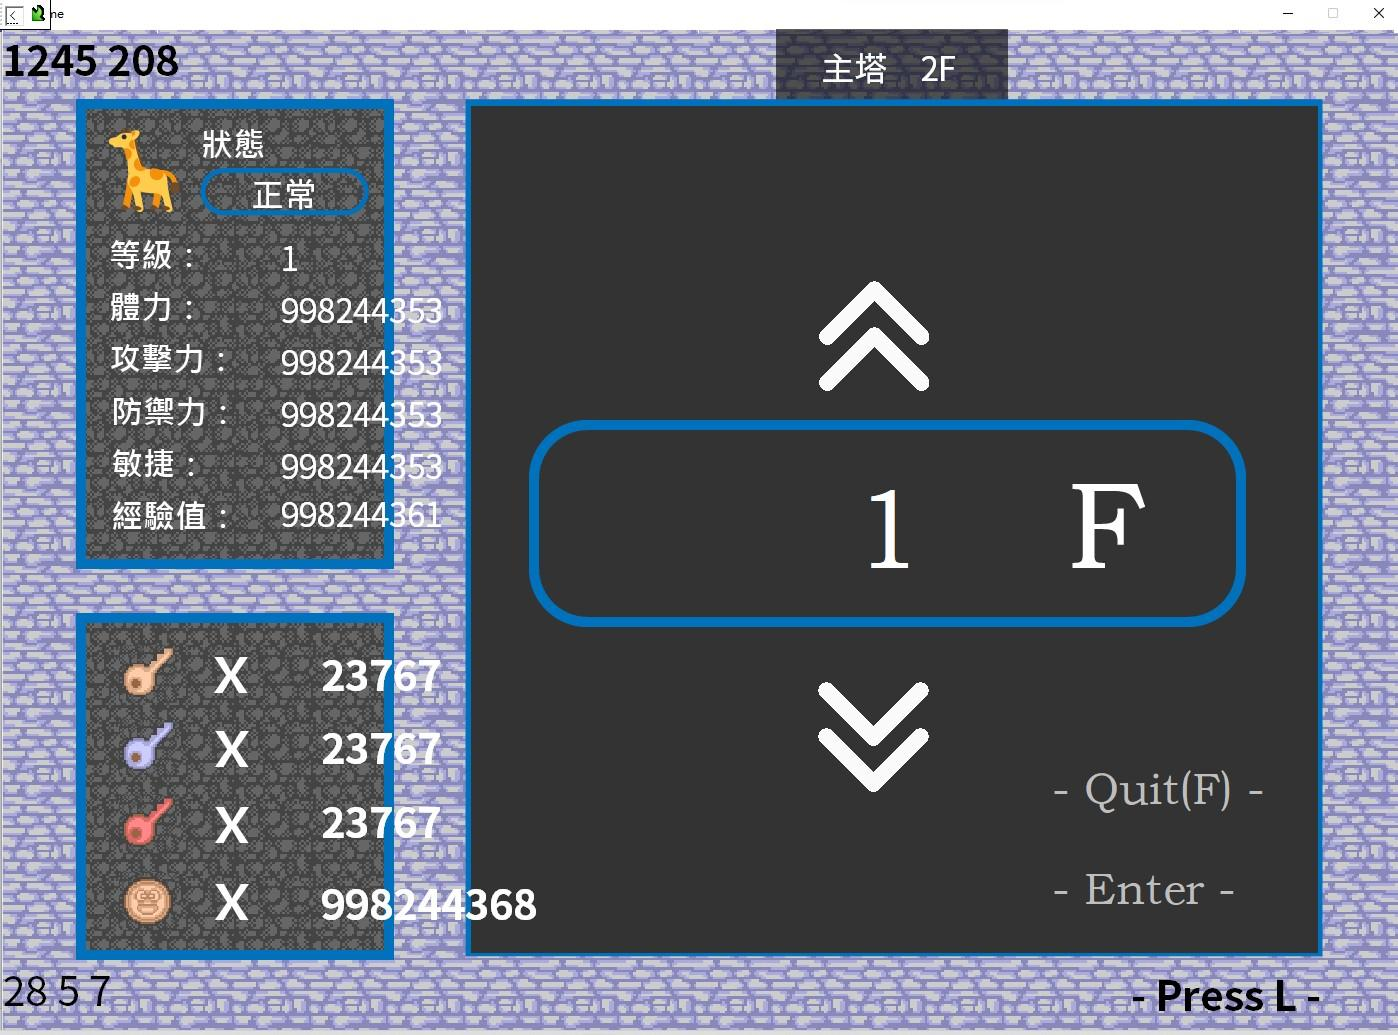 ne
1245 208
主塔 2F
狀態
正常
等級： 1
體力： 998244353
攻擊力： 998244353
防禦力： 998244353
敏捷： 998244353
經驗值： 998244361
1 F
X 23767
X 23767
X 23767
X 998244368
- Quit(F) -
- Enter -
28 5 7
- Press L -